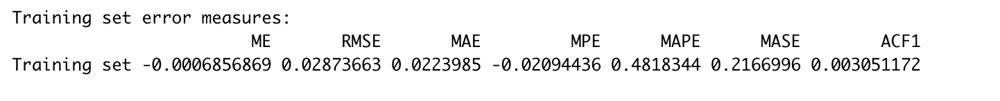 Training set error measures:
ME RMSE MAE MPE MAPE MASE ACF1
Training set -0.0006856869 0.02873663 0.0223985 -0.02094436 0.4818344 0.2166996 0.003051172